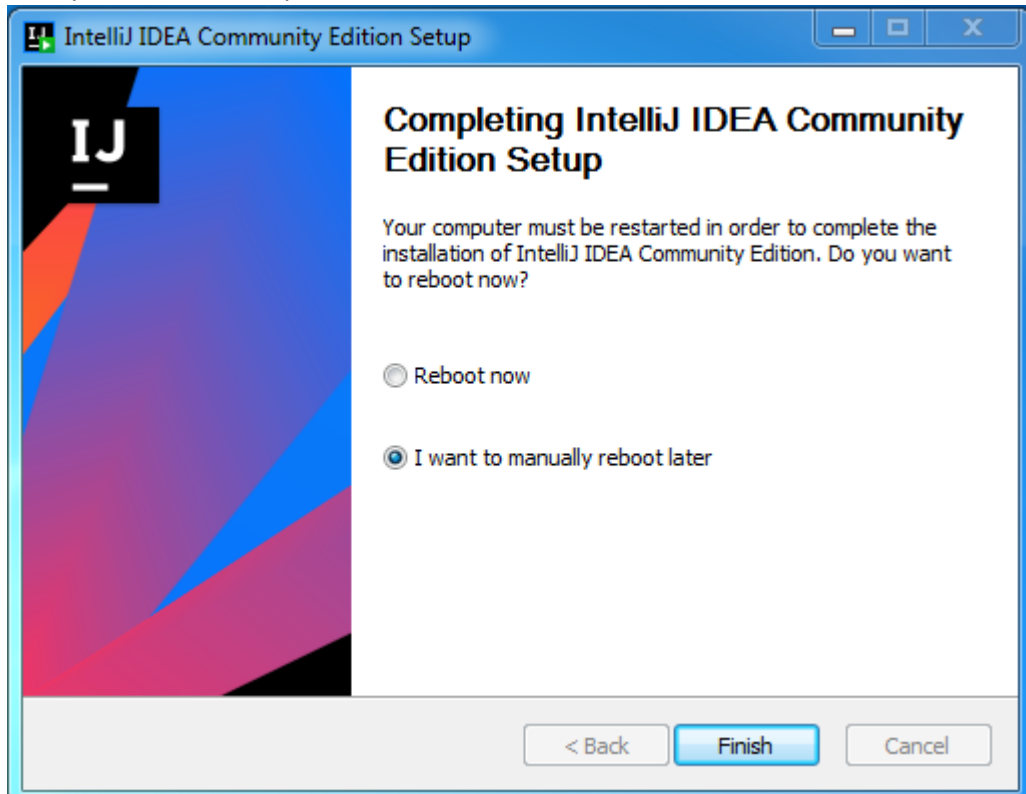 IntelliJ IDEA Community Edition Setup
IJ
Completing IntelliJ IDEA Community
Edition Setup
Your computer must be restarted in order to complete the
installation of IntelliJ IDEA Community Edition. Do you want
to reboot now?
Reboot now
I want to manually reboot later
< Back
Finish
Cancel